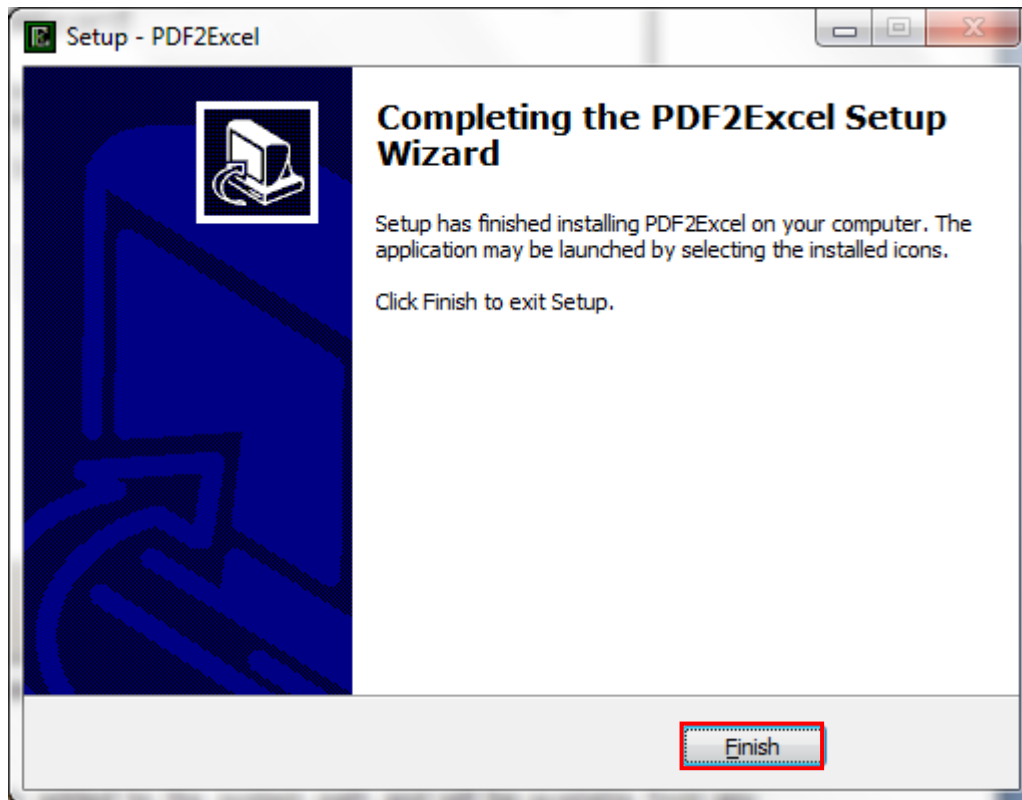 Setup - PDF2Excel
Completing the PDF2Excel Setup
Wizard
Setup has finished installing PDF2Excel on your computer. The
application may be launched by selecting the installed icons.
Click Finish to exit Setup.
Finish